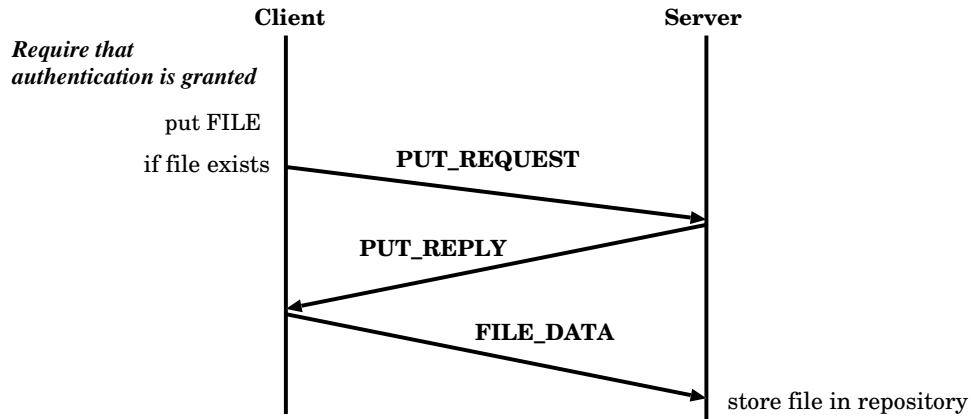 Client
Server
Require that
authentication is granted
put FILE
if file exists
PUT_REQUEST
PUT_REPLY
FILE_DATA
store file in repository